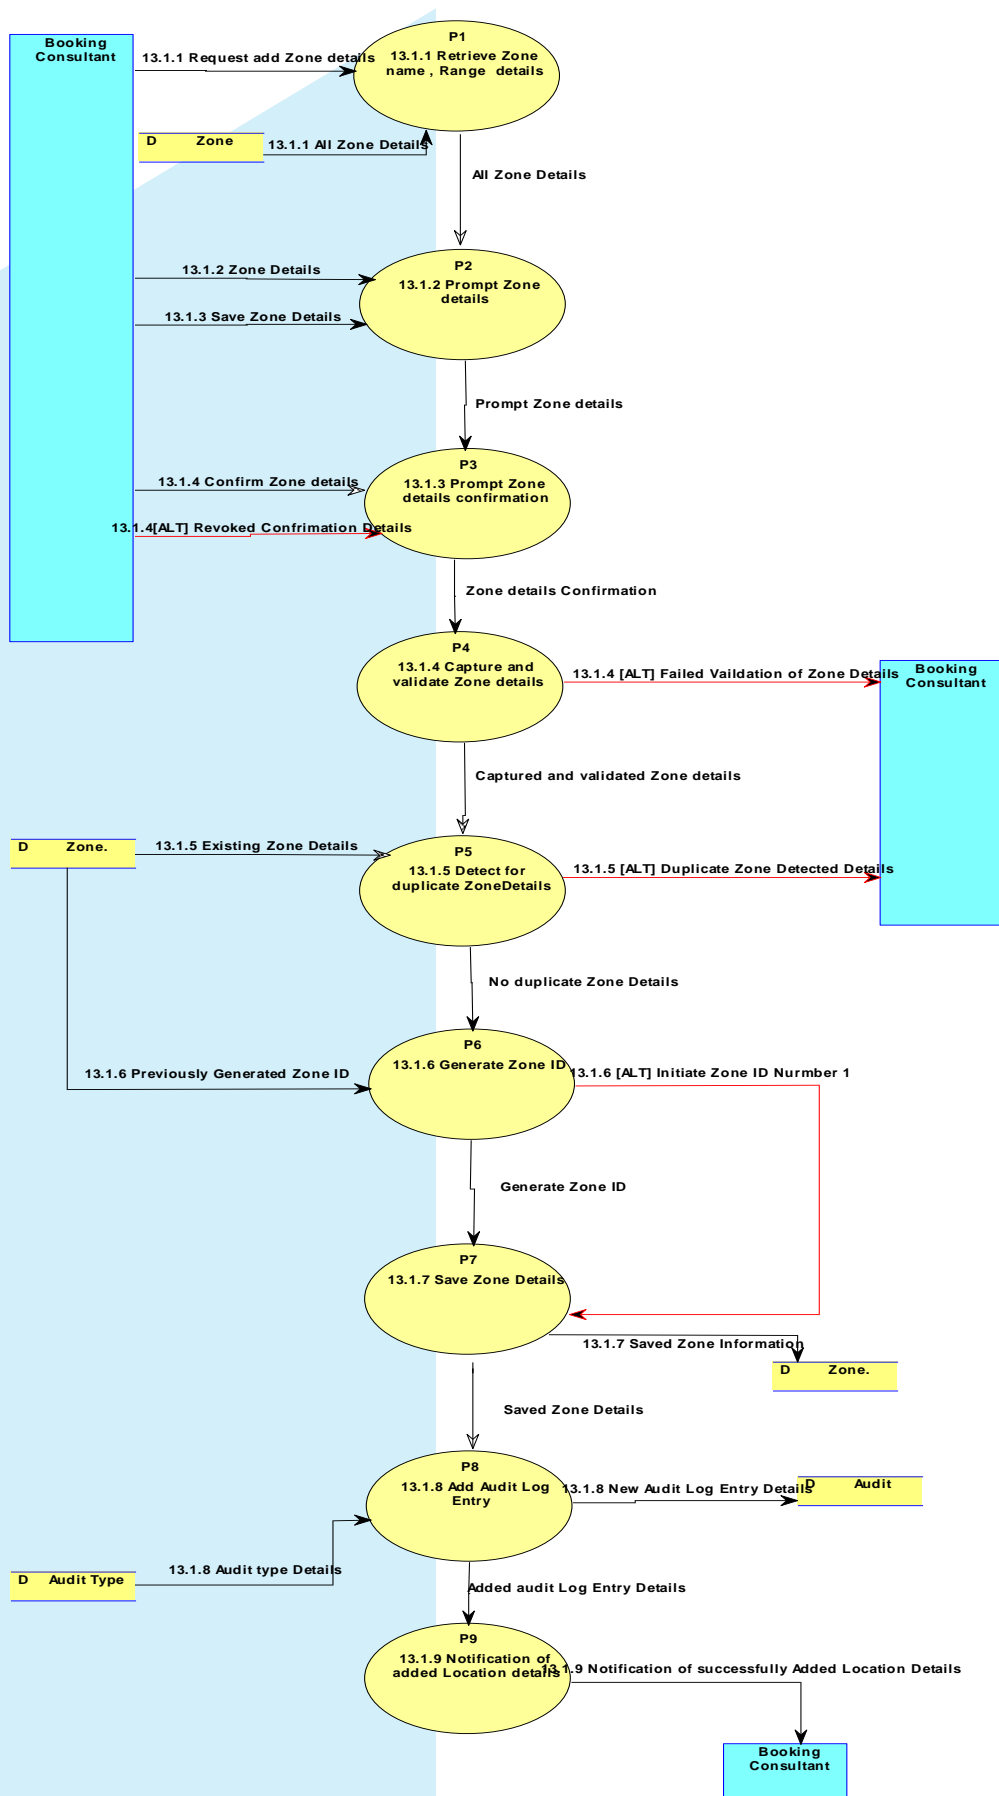 Booking
Consultant
13.1.1 Request add Zone details
P1
13.1.1 Retrieve Zone
name , Range details
D Zone
13.1.1 All Zone Details
All Zone Details
P2
13.1.2 Prompt Zone
details
13.1.2 Zone Details
13.1.3 Save Zone Details
Prompt Zone details
P3
13.1.3 Prompt Zone
details confirmation
13.1.4 Confirm Zone details
13.1.4[ALT] Revoked Confrimation Details
Zone details Confirmation
P4
13.1.4 Capture and
validate Zone details
13.1.4 [ALT] Failed Vaildation of Zone Details
Booking
Consultant
Captured and validated Zone details
D Zone.
13.1.5 Existing Zone Details
P5
13.1.5 Detect for
duplicate ZoneDetails
13.1.5 [ALT] Duplicate Zone Detected Details
No duplicate Zone Details
P6
13.1.6 Generate Zone ID
13.1.6 Previously Generated Zone ID
13.1.6 [ALT] Initiate Zone ID Nurmber 1
Generate Zone ID
P7
13.1.7 Save Zone Details
13.1.7 Saved Zone Information
D Zone.
Saved Zone Details
P8
13.1.8 Add Audit Log
Entry
13.1.8 New Audit Log Entry Details
D Audit
13.1.8 Audit type Details
D Audit Type
Added audit Log Entry Details
P9
13.1.9 Notification of
added Location details
13.1.9 Notification of successfully Added Location Details
Booking
Consultant